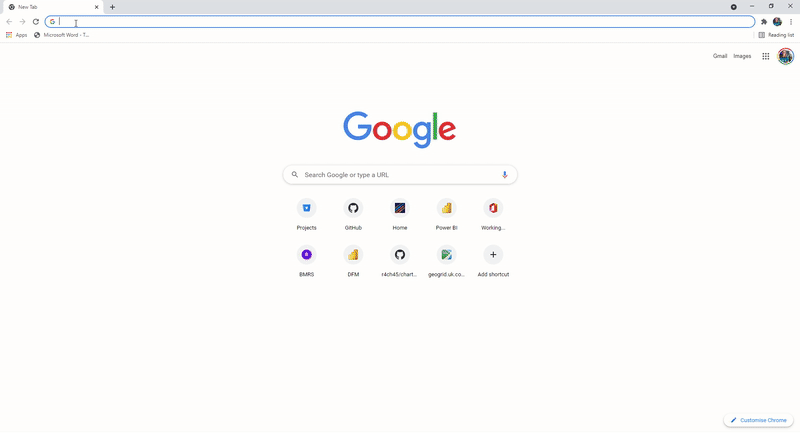 New Tab
Apps
Microsoft Word - T...
Reading list
Gmail
Images
Google
Search Google or type a URL
Projects
GitHub
Home
Power BI
Working...
BMRS
DFM
r4ch45/chart...
geogrid.uk.co...
Add shortcut
Customise Chrome